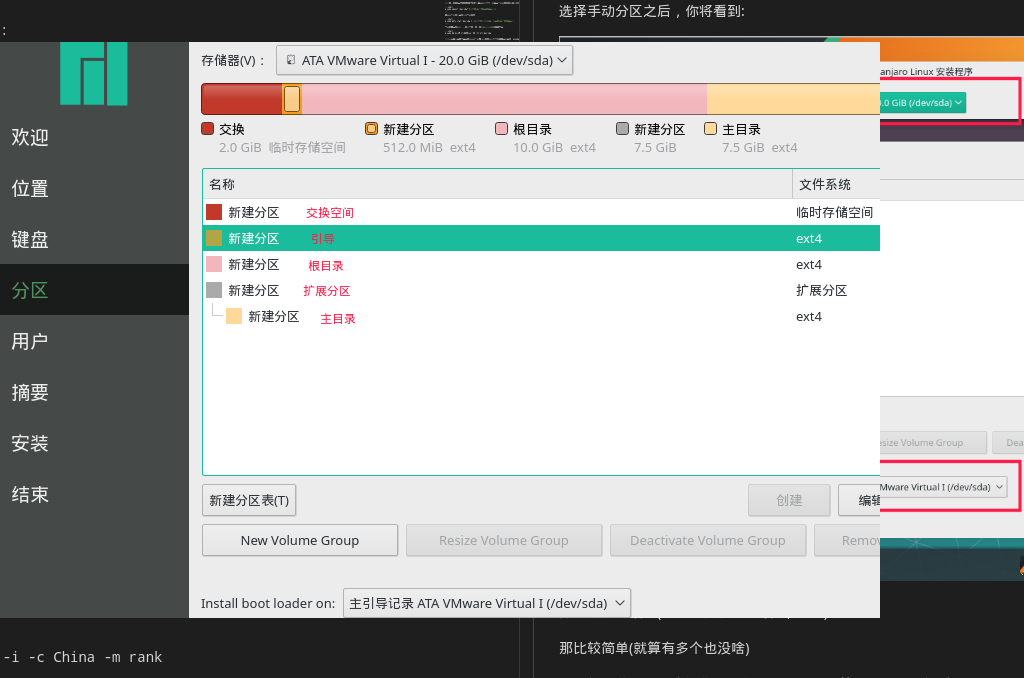 选择手动分区之后，你将看到:
:
存储器(V)：
ATA VMware Virtual I - 20.0 GiB (/dev/sda)
anjaro Linux 安装程序
.0 GiB (/dev/sda)
交换
新建分区
根目录
新建分区
主目录
2.0 GiB 临时存储空间
512.0 MiB ext4
10.0 GiB ext4
7.5 GiB
7.5 GiB ext4
欢迎
位置
键盘
分区
用户
摘要
安装
结束
名称
文件系统
新建分区 交换空间 临时存储空间
新建分区 引导 ext4
新建分区 根目录 ext4
新建分区 扩展分区 扩展分区
新建分区 主目录 ext4
esize Volume Group
Dea
Mware Virtual I (/dev/sda)
新建分区表(T)
创建
编辑
New Volume Group
Resize Volume Group
Deactivate Volume Group
Remov
Install boot loader on:
主引导记录 ATA VMware Virtual I (/dev/sda)
-i -c China -m rank
那比较简单(就算有多个也没啥)